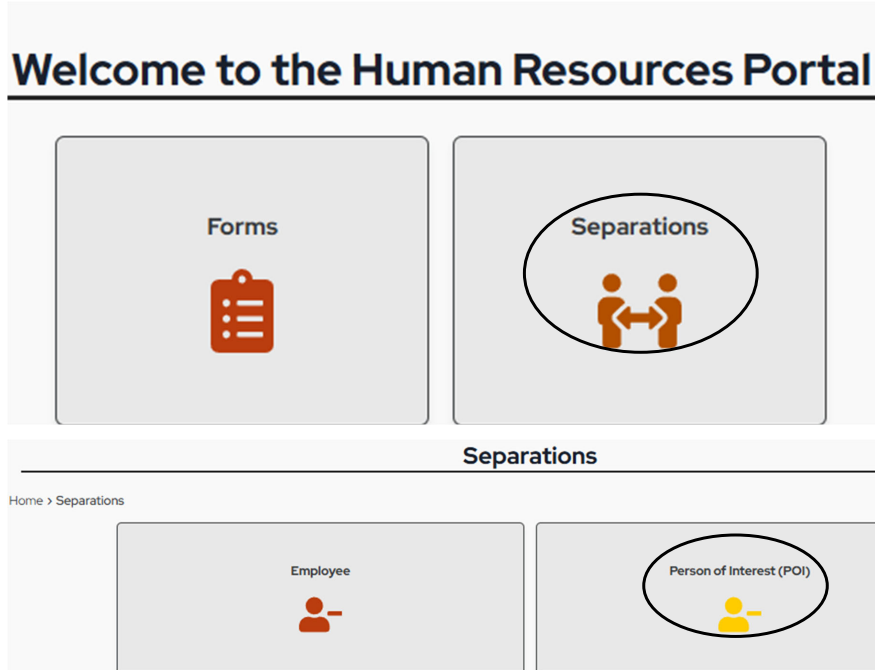 Welcome to the Human Resources Portal
Forms
Separations
Separations
Home > Separations
Employee
Person of Interest (POI)